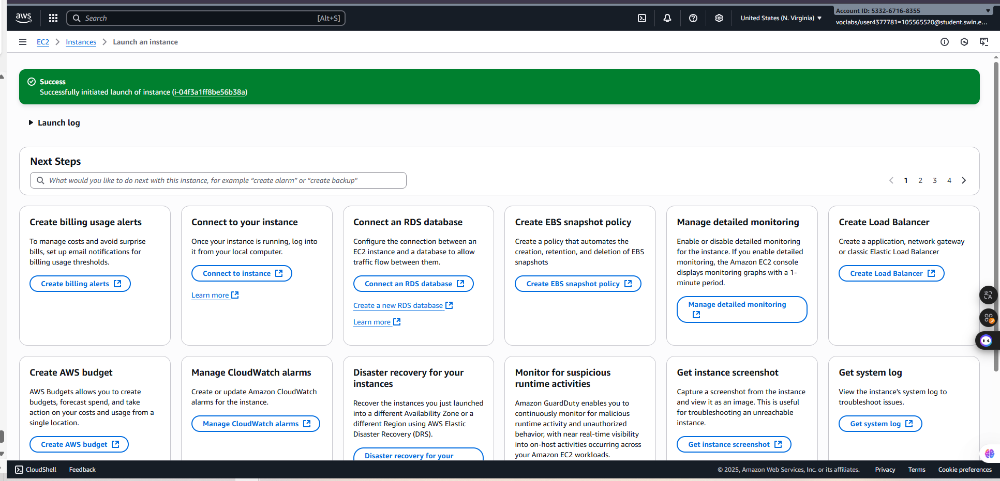 aws
Search [Alt+S]
United States (N. Virginia)
Account ID: 5332-6716-8355
voclabs/user4377781=105565520@student.swin.e...
EC2 Instances Launch an instance
Success
Successfully initiated launch of instance (i-04f3a1ff8be56b38a)
Launch log
Next Steps
What would you like to do next with this instance, for example “create alarm” or “create backup"
1 2 3 4
Create billing usage alerts
To manage costs and avoid surprise
bills, set up email notifications for
billing usage thresholds.
Create billing alerts
Connect to your instance
Once your instance is running, log into
it from your local computer.
Connect to instance
Learn more
Connect an RDS database
Configure the connection between an
EC2 instance and a database to allow
traffic flow between them.
Connect an RDS database
Create a new RDS database
Learn more
Create EBS snapshot policy
Create a policy that automates the
creation, retention, and deletion of EBS
snapshots
Create EBS snapshot policy
Manage detailed monitoring
Enable or disable detailed monitoring
for the instance. If you enable detailed
monitoring, the Amazon EC2 console
displays monitoring graphs with a 1-
minute period.
Manage detailed monitoring
Create Load Balancer
Create a application, network gateway
or classic Elastic Load Balancer
Create Load Balancer
Create AWS budget
AWS Budgets allows you to create
budgets, forecast spend, and take
action on your costs and usage from a
single location.
Create AWS budget
Manage CloudWatch alarms
Create or update Amazon CloudWatch
alarms for the instance.
Manage CloudWatch alarms
Disaster recovery for your
instances
Recover the instances you just launched
into a different Availability Zone or a
different Region using AWS Elastic
Disaster Recovery (DRS).
Disaster recovery for your
Monitor for suspicious
runtime activities
Amazon GuardDuty enables you to
continuously monitor for malicious
runtime activity and unauthorized
behavior, with near real-time visibility
into on-host activities occurring across
your Amazon EC2 workloads.
Get instance screenshot
Capture a screenshot from the instance
and view it as an image. This is useful
for troubleshooting an unreachable
instance.
Get instance screenshot
Get system log
View the instance's system log to
troubleshoot issues.
Get system log
CloudShell Feedback
© 2025, Amazon Web Services, Inc. or its affiliates. Privacy Terms Cookie preferences